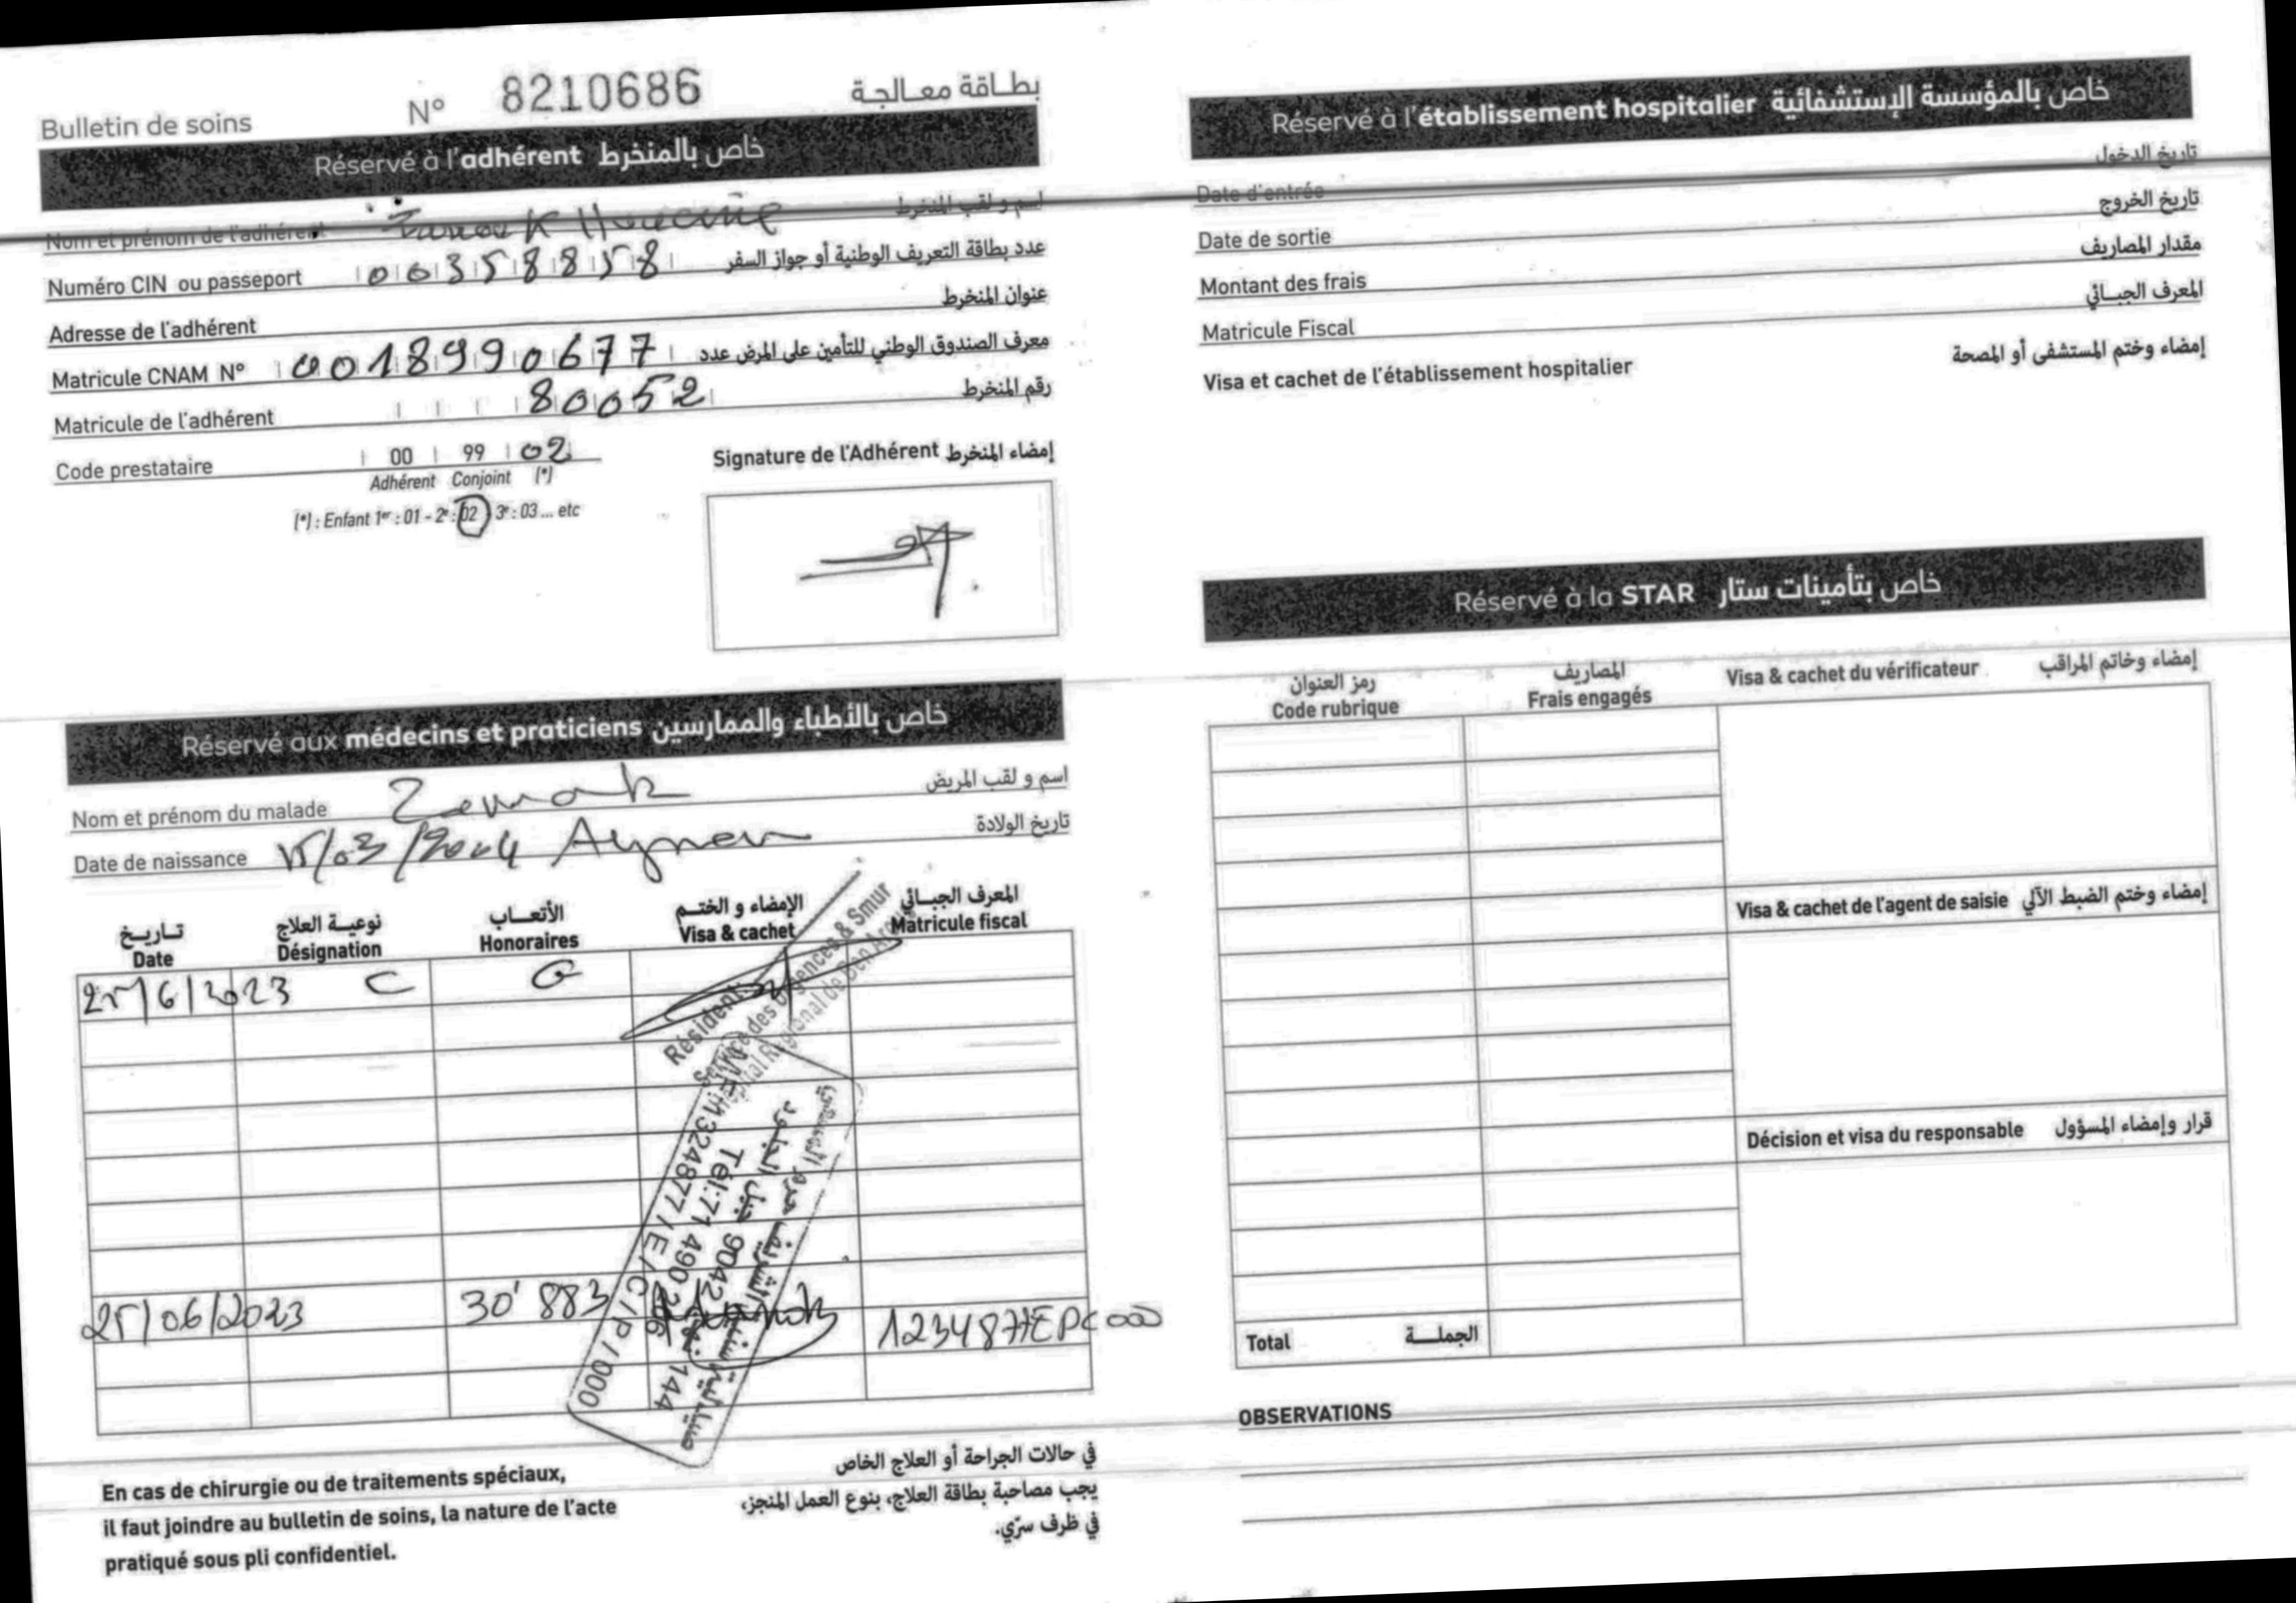 Bulletin de soins N° 8210686 بطاقة معالجة
Réservé à l'adhérent خاص بالمنخرط
Nom et prénom de l'adhérent اسم و لقب المنخرط
Numéro CIN ou passeport 00358858 عدد بطاقة التعريف الوطنية أو جواز السفر
Adresse de l'adhérent عنوان المنخرط
Matricule CNAM N° 0018990677 معرف الصندوق الوطني للتأمين على المرض عدد
Matricule de l'adhérent 80052 رقم المنخرط
Code prestataire 00 99 02
Adhérent Conjoint (*)
(*) : Enfant 1er : 01 - 2e : 02 3e : 03 ... etc
Signature de l'Adhérent إمضاء المنخرط
Réservé aux médecins et praticiens خاص بالأطباء والممارسين
Nom et prénom du malade Zemak اسم و لقب المريض
Date de naissance 15/03/2004 Aymen تاريخ الولادة
تاريخ نوعية العلاج الأتعاب الإمضاء و الختم المعرف الجبائي
Date Désignation Honoraires Visa & cachet Matricule fiscal
25/6/2023 C G
Résident
Service des Urgences & Smur
Hôpital Régional de Ben Arous
Tél: 71 490 266
25/06/2023 30' 883
En cas de chirurgie ou de traitements spéciaux,
il faut joindre au bulletin de soins, la nature de l'acte
pratiqué sous pli confidentiel.
في حالات الجراحة أو العلاج الخاص
يجب مصاحبة بطاقة العلاج، بنوع العمل المنجز،
في ظرف سرّي.
Réservé à l'établissement hospitalier خاص بالمؤسسة الإستشفائية
Date d'entrée تاريخ الدخول
Date de sortie تاريخ الخروج
Montant des frais مقدار المصاريف
Matricule Fiscal المعرف الجبائي
Visa et cachet de l'établissement hospitalier إمضاء وختم المستشفى أو المصحة
Réservé à la STAR خاص بتأمينات ستار
رمز العنوان المصاريف
Code rubrique Frais engagés
Visa & cachet du vérificateur إمضاء وخاتم المراقب
Visa & cachet de l'agent de saisie إمضاء وختم الضبط الآلي
Décision et visa du responsable قرار وإمضاء المسؤول
Total الجملة
OBSERVATIONS